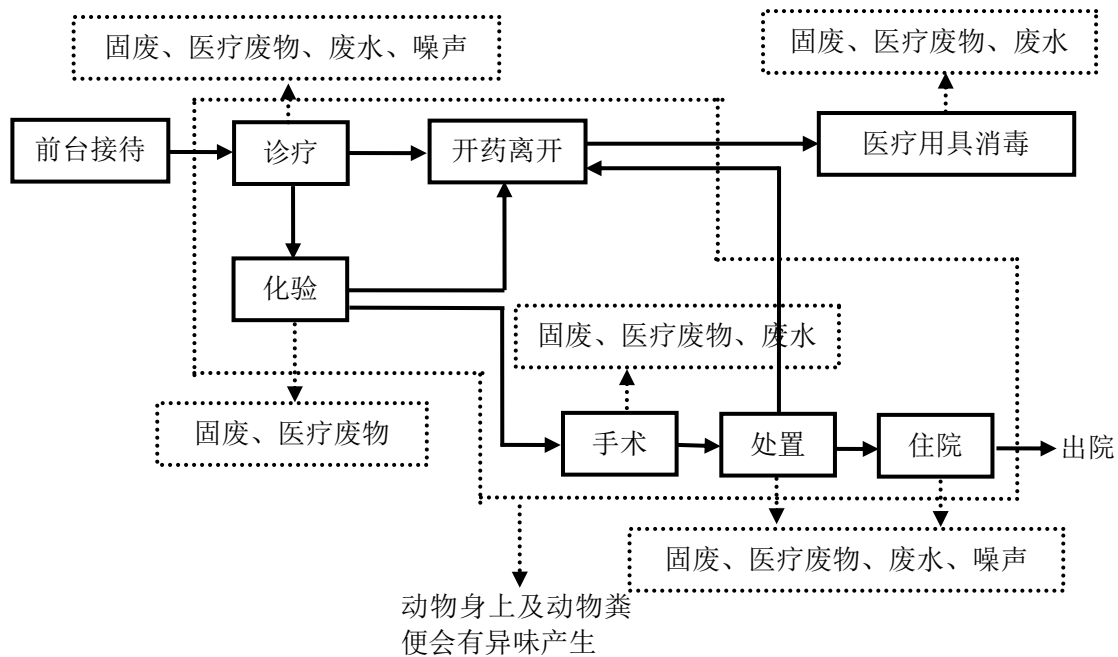 固废、医疗废物、废水、噪声
固废、医疗废物、废水
前台接待
诊疗
开药离开
医疗用具消毒
化验
固废、医疗废物、废水
固废、医疗废物
手术
处置
住院
出院
固废、医疗废物、废水、噪声
动物身上及动物粪
便会有异味产生